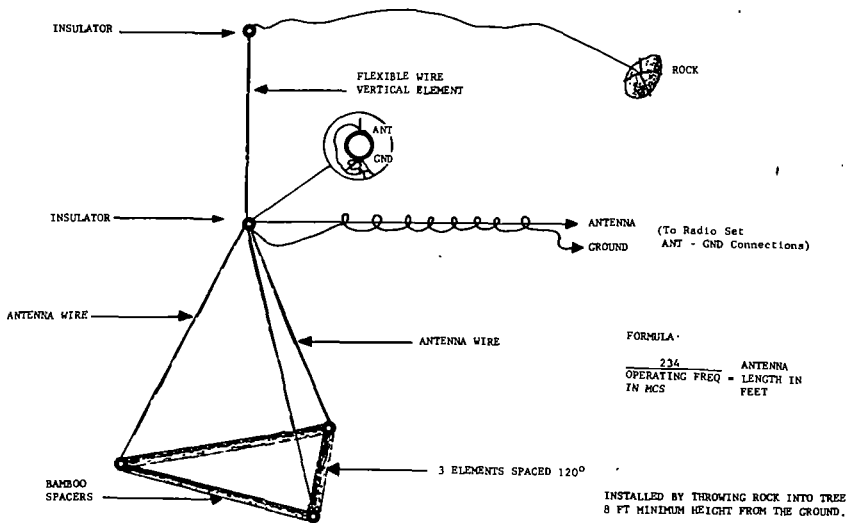 INSULATOR
ROCK
FLEXIBLE WIRE
VERTICAL ELEMENT
ANT
GND
INSULATOR
ANTENNA
GROUND
(To Radio Set
ANT - GND Connections)
ANTENNA WIRE
ANTENNA WIRE
FORMULA
234
OPERATING FREQ
IN MCS
= ANTENNA
LENGTH IN
FEET
3 ELEMENTS SPACED 120°
BAMBOO
SPACERS
INSTALLED BY THROWING ROCK INTO TREE
8 FT MINIMUM HEIGHT FROM THE GROUND.